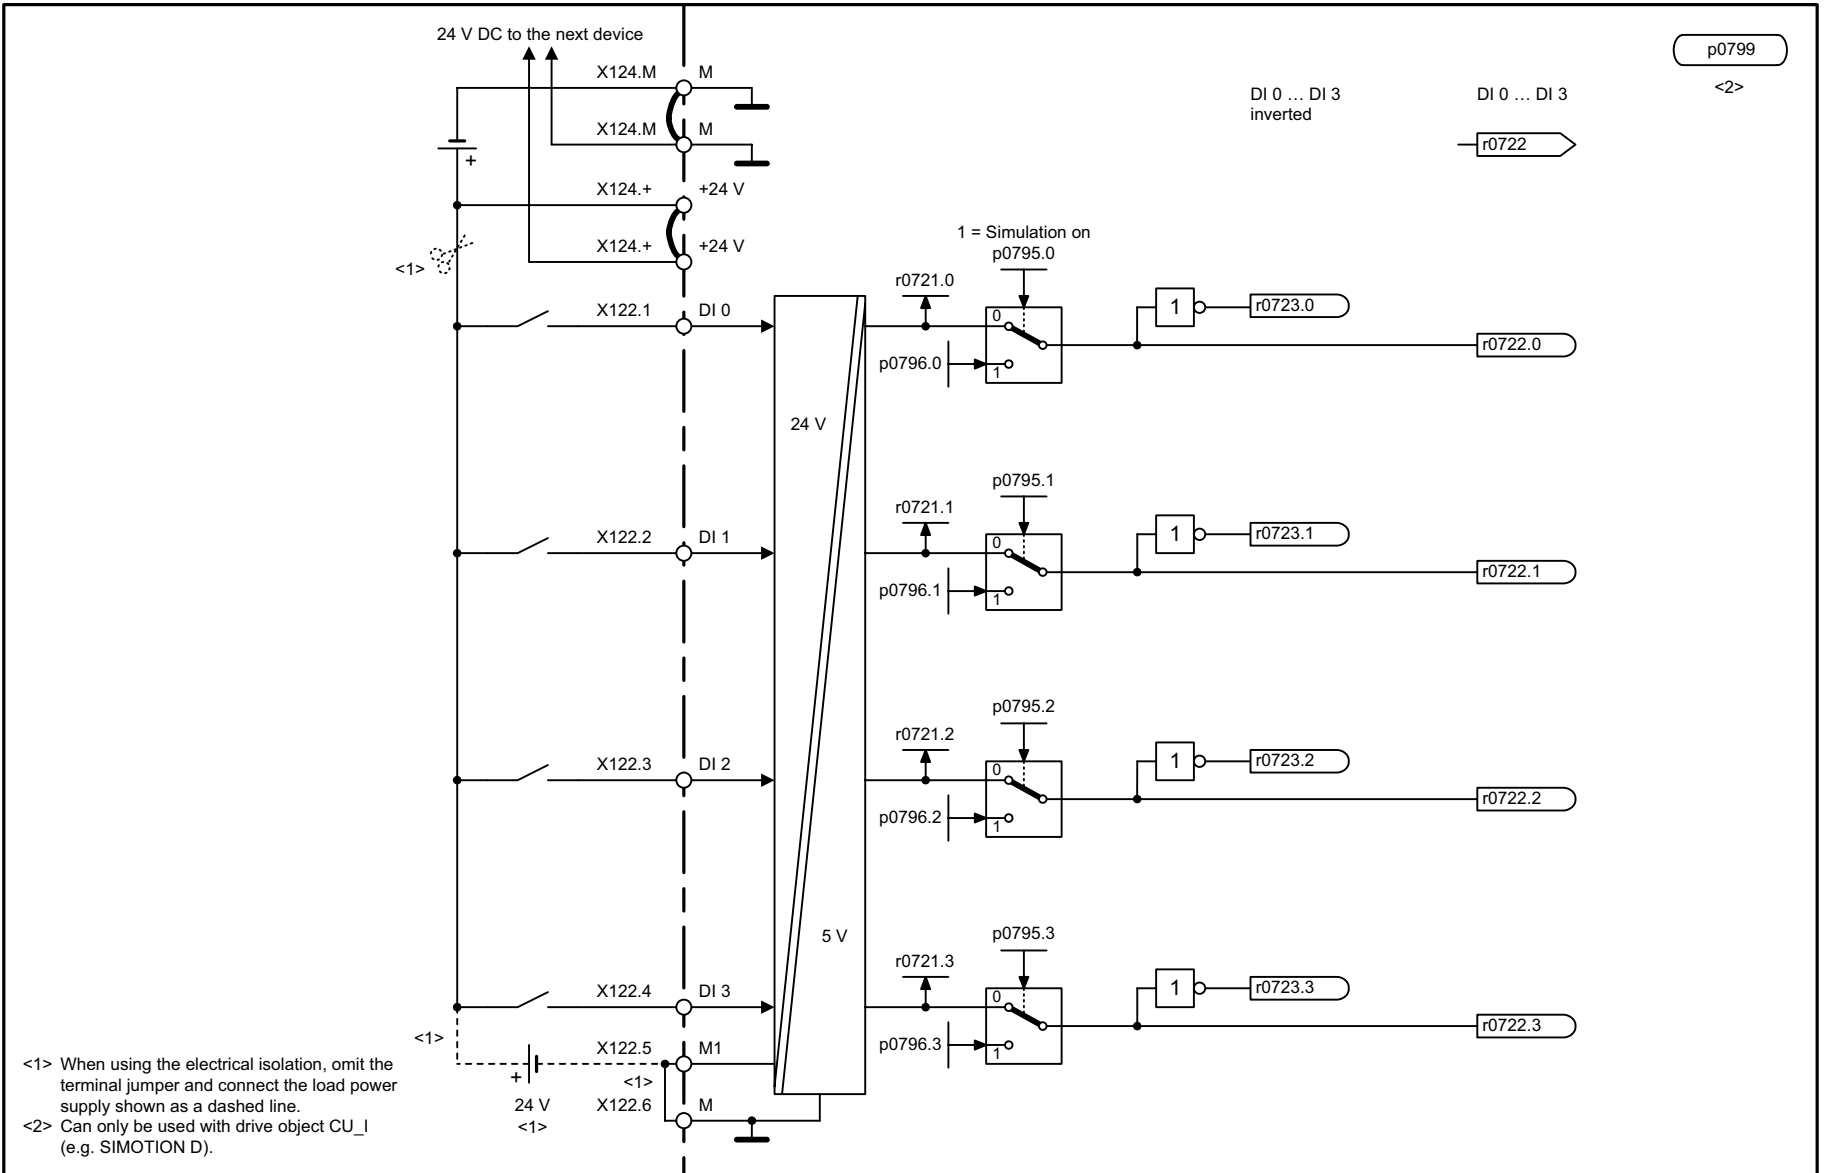 24 V DC to the next device
p0799
<2>
X124.M M
DI 0 … DI 3
inverted
DI 0 … DI 3
X124.M M
r0722
+
X124.+ +24 V
X124.+ +24 V
<1>
1 = Simulation on
p0795.0
r0721.0
X122.1 DI 0
0
1
r0723.0
r0722.0
p0796.0
1
24 V
p0795.1
r0721.1
X122.2 DI 1
0
1
r0723.1
r0722.1
p0796.1
1
p0795.2
r0721.2
X122.3 DI 2
0
1
r0723.2
r0722.2
p0796.2
1
5 V
p0795.3
r0721.3
X122.4 DI 3
0
1
r0723.3
r0722.3
p0796.3
1
<1>
X122.5 M1
+
<1>
24 V
<1>
X122.6 M
<1> When using the electrical isolation, omit the
terminal jumper and connect the load power
supply shown as a dashed line.
<2> Can only be used with drive object CU_I
(e.g. SIMOTION D).